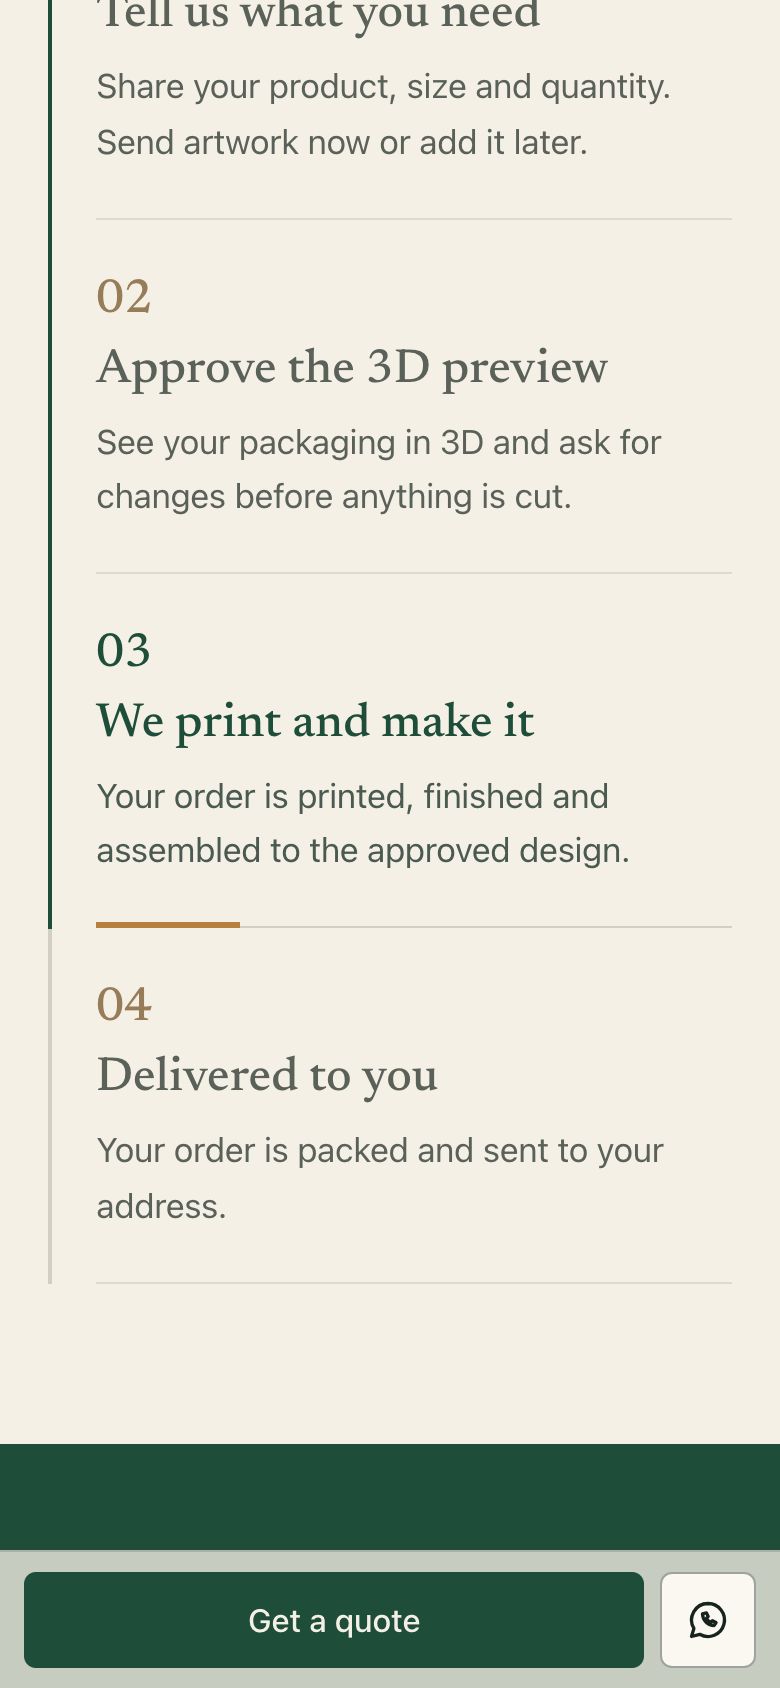 Tell us what you need
Share your product, size and quantity.
Send artwork now or add it later.
02
Approve the 3D preview
See your packaging in 3D and ask for
changes before anything is cut.
03
We print and make it
Your order is printed, finished and
assembled to the approved design.
04
Delivered to you
Your order is packed and sent to your
address.
Get a quote